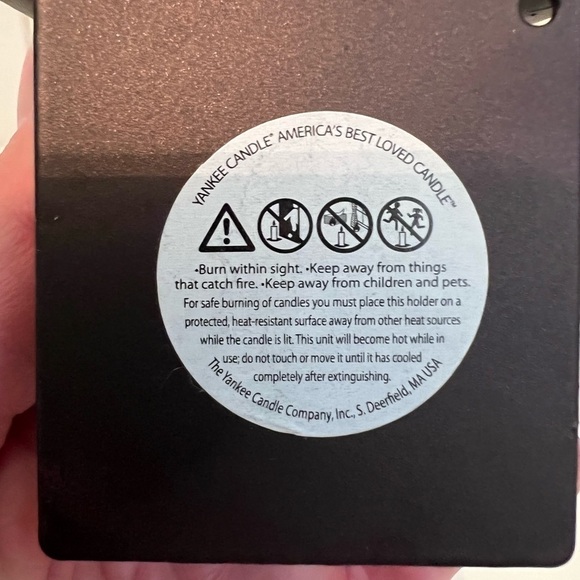 YANKEE CANDLE® AMERICA'S BEST LOVED CANDLE™
•Burn within sight. •Keep away from things
that catch fire. •Keep away from children and pets.
For safe burning of candles you must place this holder on a
protected, heat-resistant surface away from other heat sources
while the candle is lit. This unit will become hot while in
use; do not touch or move it until it has cooled
completely after extinguishing.
The Yankee Candle Company, Inc., S. Deerfield, MA USA